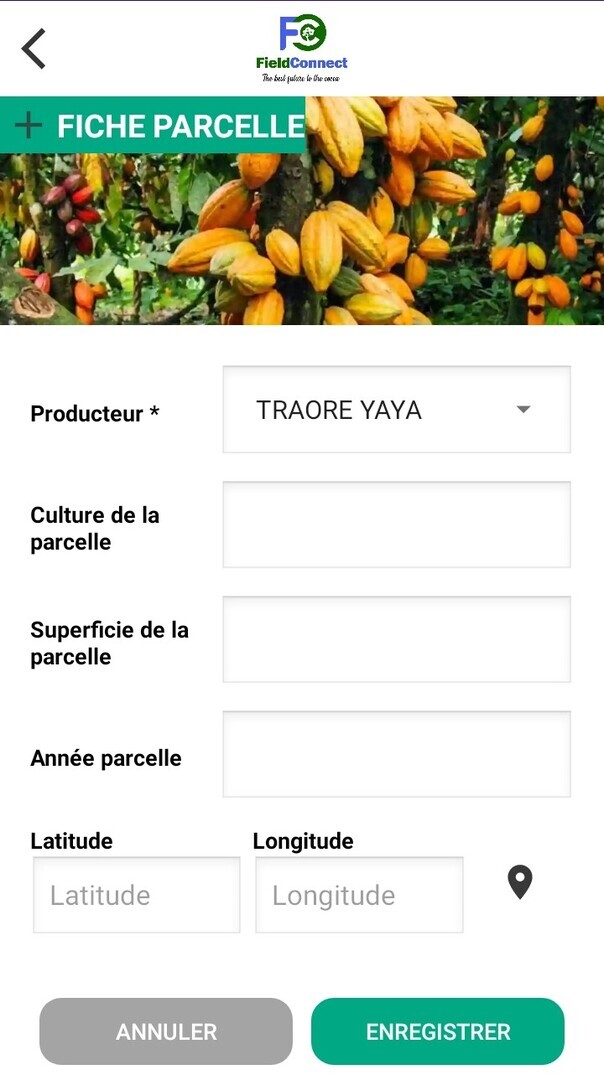 FC
FieldConnect
The best future to the cocoa
+ FICHE PARCELLE
Producteur *
TRAORE YAYA
Culture de la
parcelle
Superficie de la
parcelle
Année parcelle
Latitude Longitude
Latitude Longitude
ANNULER ENREGISTRER